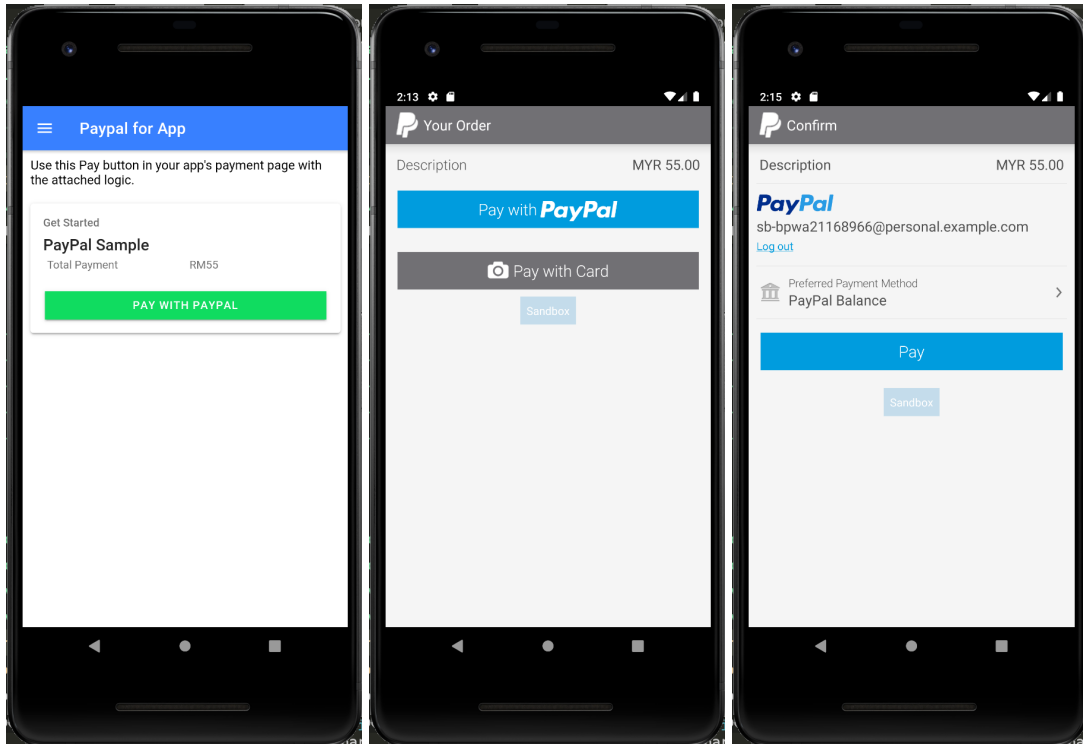 Paypal for App
Use this Pay button in your app's payment page with
the attached logic.
Get Started
PayPal Sample
Total Payment RM55
PAY WITH PAYPAL
2:13
Your Order
Description MYR 55.00
Pay with PayPal
Pay with Card
Sandbox
2:15
Confirm
Description MYR 55.00
PayPal
sb-bpwa21168966@personal.example.com
Log out
Preferred Payment Method
PayPal Balance
Pay
Sandbox